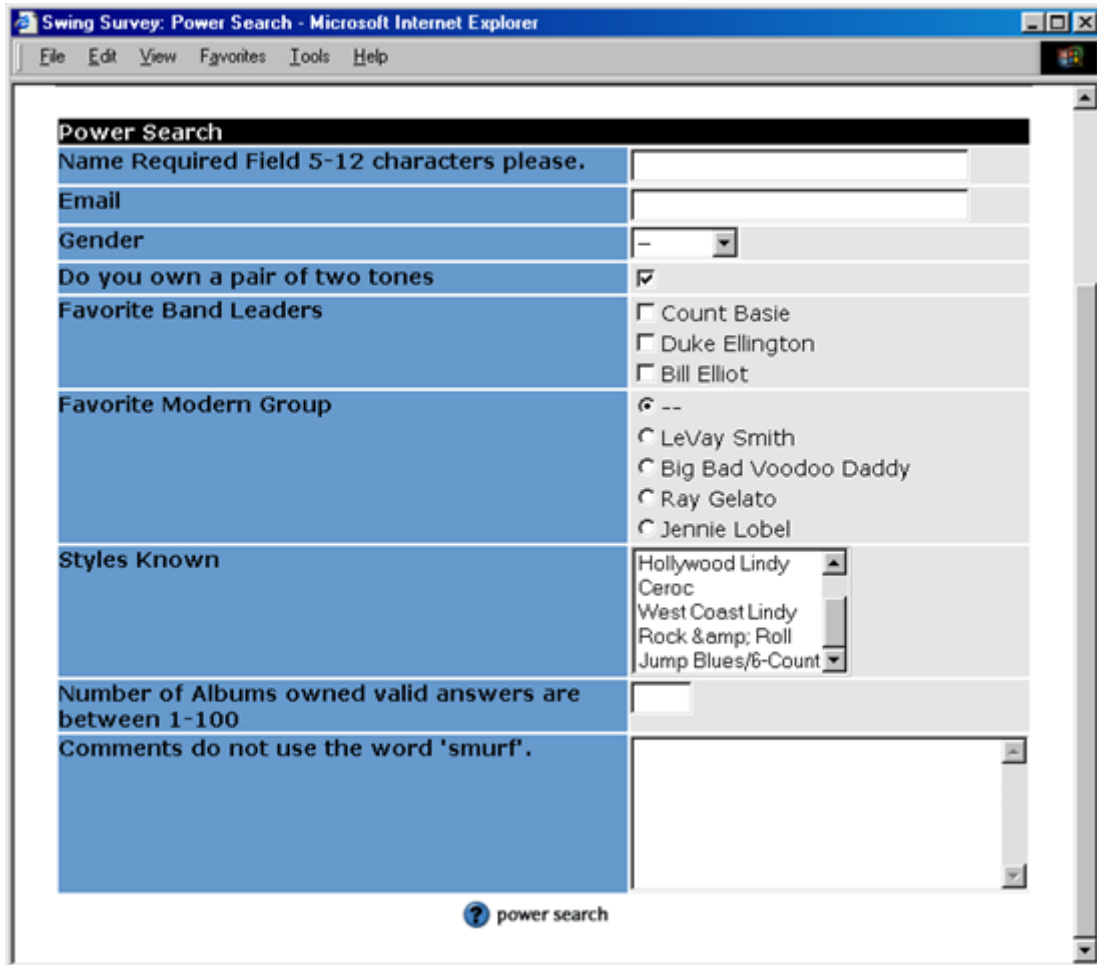 Swing Survey: Power Search - Microsoft Internet Explorer
File Edit View Favorites Tools Help
Power Search
Name Required Field 5-12 characters please.
Email
Gender --
Do you own a pair of two tones
Favorite Band Leaders Count Basie
Duke Ellington
Bill Elliot
Favorite Modern Group --
LeVay Smith
Big Bad Voodoo Daddy
Ray Gelato
Jennie Lobel
Styles Known Hollywood Lindy
Ceroc
West Coast Lindy
Rock &amp; Roll
Jump Blues/6-Count
Number of Albums owned valid answers are
between 1-100
Comments do not use the word 'smurf'.
? power search